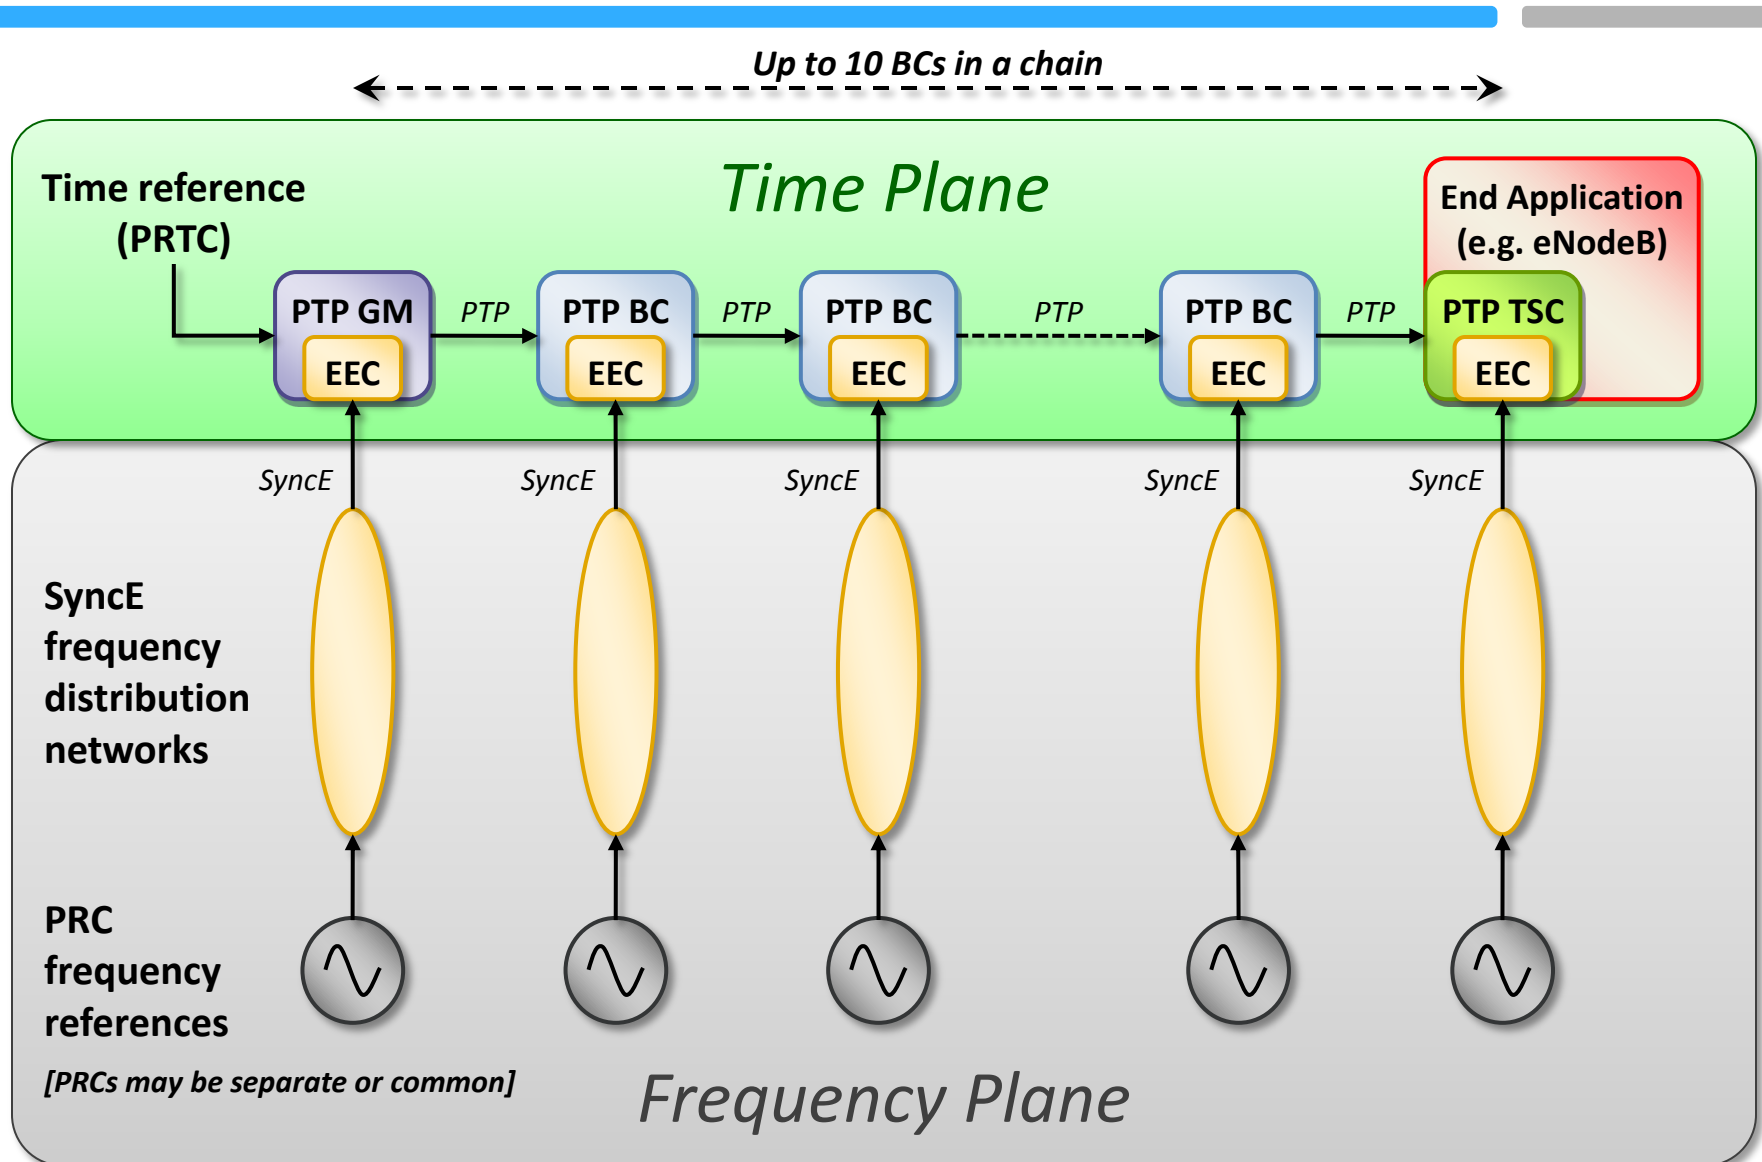 Up to 10 BCs in a chain
Time Plane
Time reference
(PRTC)
End Application
(e.g. eNodeB)
PTP GM
EEC
PTP
PTP BC
EEC
PTP
PTP BC
EEC
PTP
PTP BC
EEC
PTP
PTP TSC
EEC
SyncE
SyncE
SyncE
SyncE
SyncE
SyncE
frequency
distribution
networks
PRC
frequency
references
[PRCs may be separate or common]
Frequency Plane